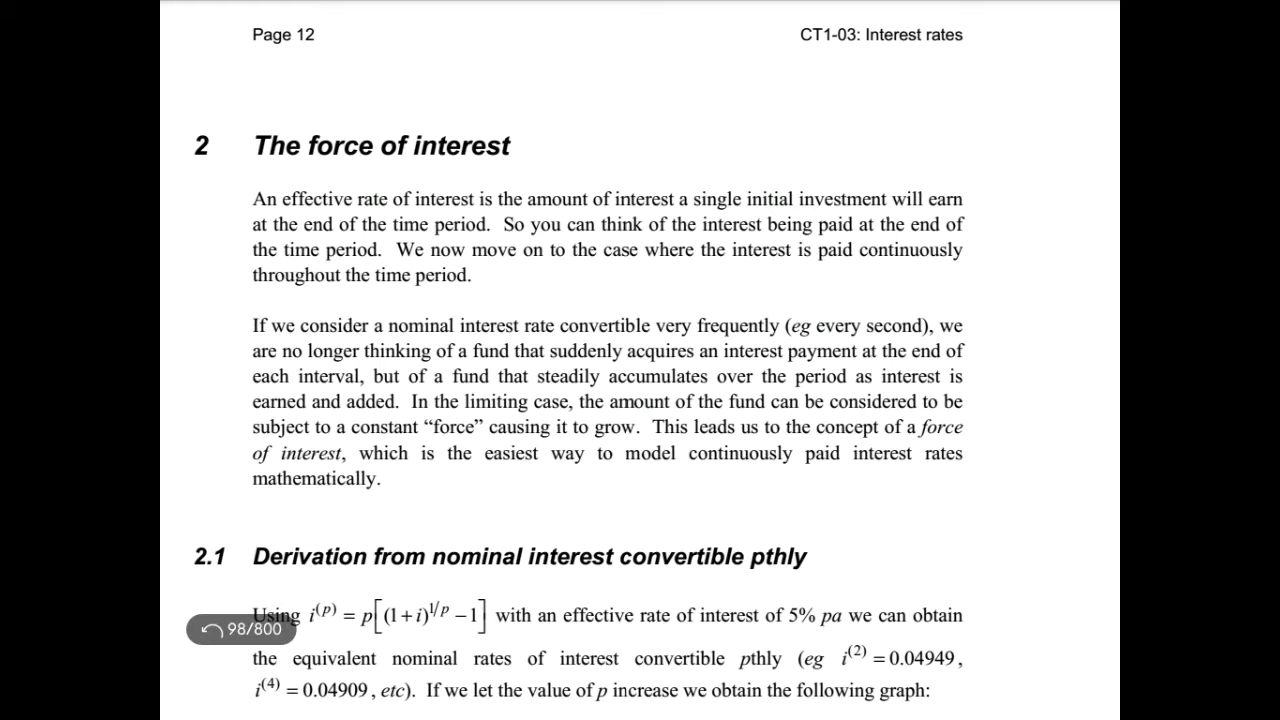 Page 12 CT1-03: Interest rates
2 The force of interest
An effective rate of interest is the amount of interest a single initial investment will earn
at the end of the time period. So you can think of the interest being paid at the end of
the time period. We now move on to the case where the interest is paid continuously
throughout the time period.
If we consider a nominal interest rate convertible very frequently (eg every second), we
are no longer thinking of a fund that suddenly acquires an interest payment at the end of
each interval, but of a fund that steadily accumulates over the period as interest is
earned and added. In the limiting case, the amount of the fund can be considered to be
subject to a constant “force” causing it to grow. This leads us to the concept of a force
of interest, which is the easiest way to model continuously paid interest rates
mathematically.
2.1 Derivation from nominal interest convertible pthly
Using i^(p) = p[(1+i)^1/p −1] with an effective rate of interest of 5% pa we can obtain
98/800
the equivalent nominal rates of interest convertible pthly (eg i^(2) = 0.04949,
i^(4) = 0.04909, etc). If we let the value of p increase we obtain the following graph: